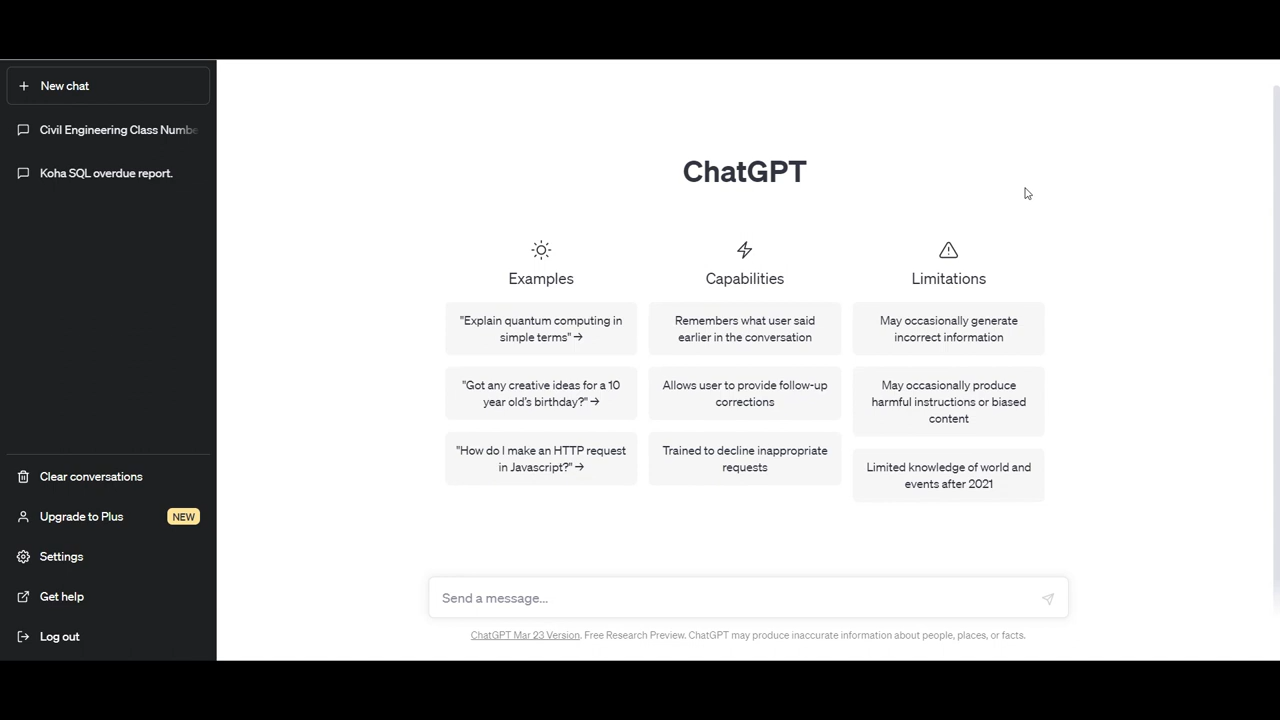 New chat
Civil Engineering Class Numbe
Koha SQL overdue report.
Clear conversations
Upgrade to Plus NEW
Settings
Get help
Log out
ChatGPT
Examples
"Explain quantum computing in
simple terms" →
"Got any creative ideas for a 10
year old's birthday?" →
"How do I make an HTTP request
in Javascript?" →
Capabilities
Remembers what user said
earlier in the conversation
Allows user to provide follow-up
corrections
Trained to decline inappropriate
requests
Limitations
May occasionally generate
incorrect information
May occasionally produce
harmful instructions or biased
content
Limited knowledge of world and
events after 2021
Send a message...
ChatGPT Mar 23 Version. Free Research Preview. ChatGPT may produce inaccurate information about people, places, or facts.